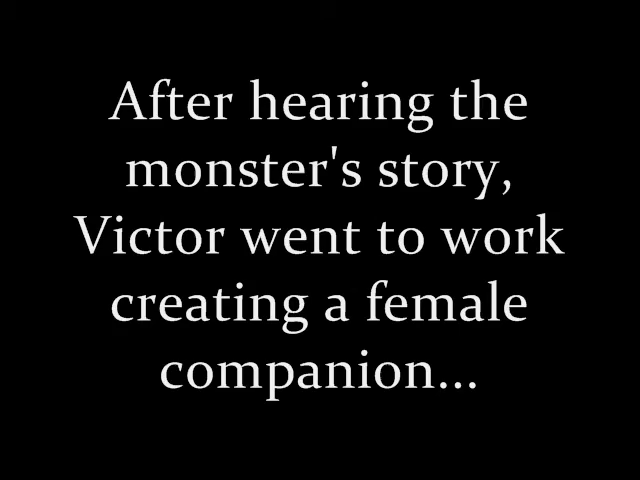 After hearing the
monster's story,
Victor went to work
creating a female
companion...